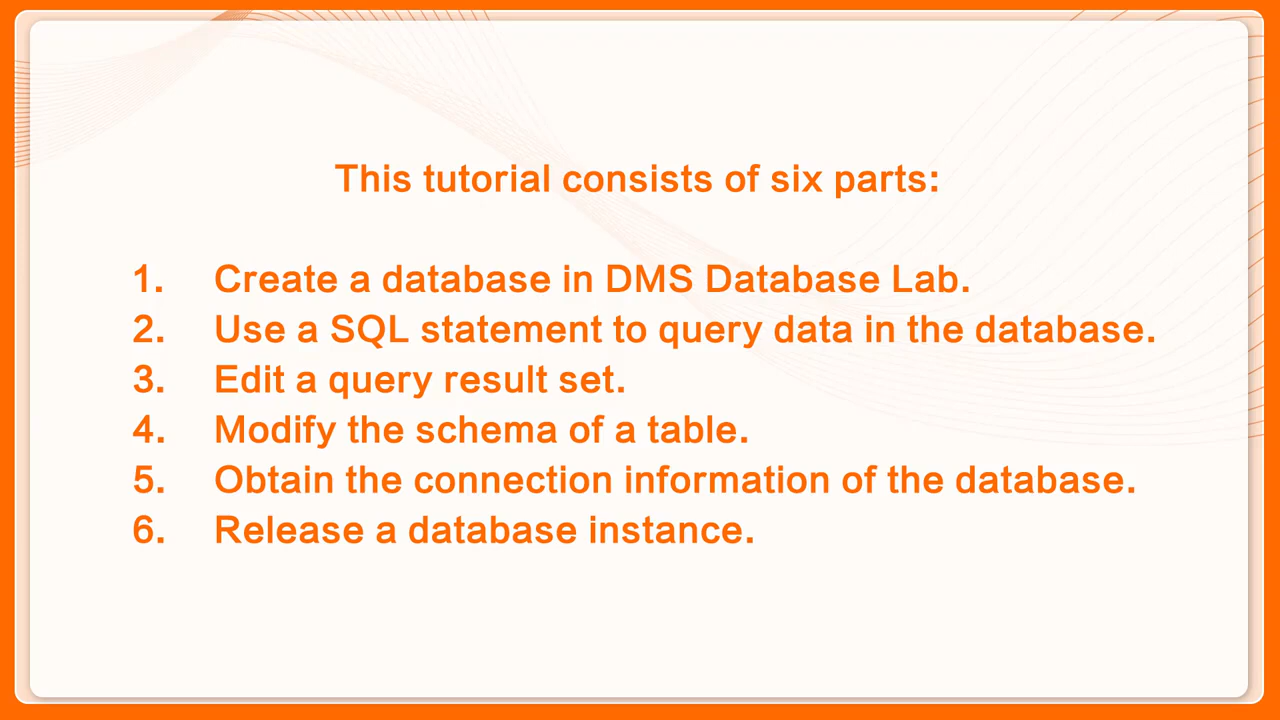 This tutorial consists of six parts:
1. Create a database in DMS Database Lab.
2. Use a SQL statement to query data in the database.
3. Edit a query result set.
4. Modify the schema of a table.
5. Obtain the connection information of the database.
6. Release a database instance.